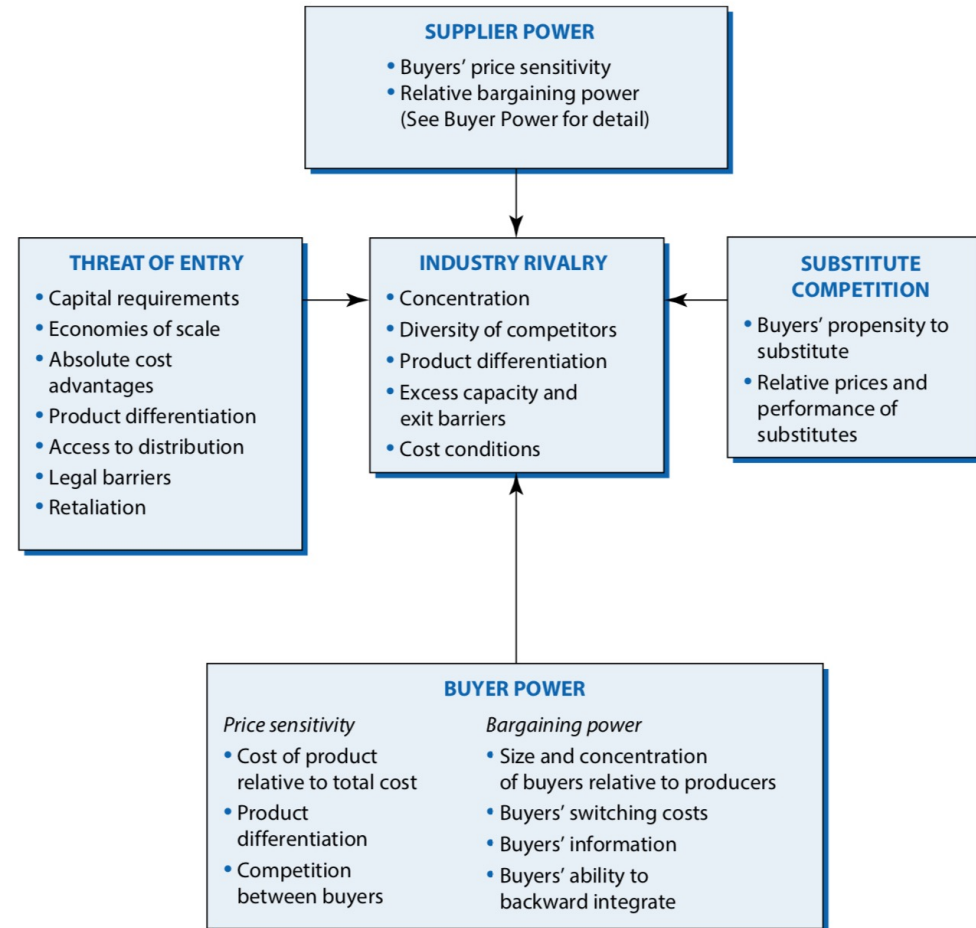 SUPPLIER POWER
• Buyers’ price sensitivity
• Relative bargaining power
(See Buyer Power for detail)
THREAT OF ENTRY
• Capital requirements
• Economies of scale
• Absolute cost
advantages
• Product differentiation
• Access to distribution
• Legal barriers
• Retaliation
INDUSTRY RIVALRY
• Concentration
• Diversity of competitors
• Product differentiation
• Excess capacity and
exit barriers
• Cost conditions
SUBSTITUTE
COMPETITION
• Buyers’ propensity to
substitute
• Relative prices and
performance of
substitutes
BUYER POWER
Price sensitivity
• Cost of product
relative to total cost
• Product
differentiation
• Competition
between buyers
Bargaining power
• Size and concentration
of buyers relative to producers
• Buyers’ switching costs
• Buyers’ information
• Buyers’ ability to
backward integrate